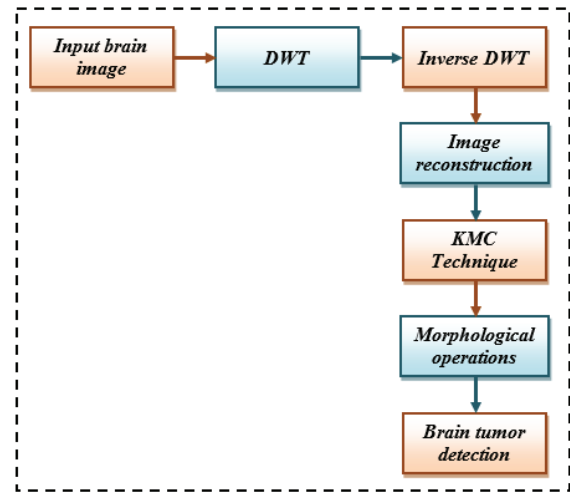 Input brain
image
DWT
Inverse DWT
Image
reconstruction
KMC
Technique
Morphological
operations
Brain tumor
detection